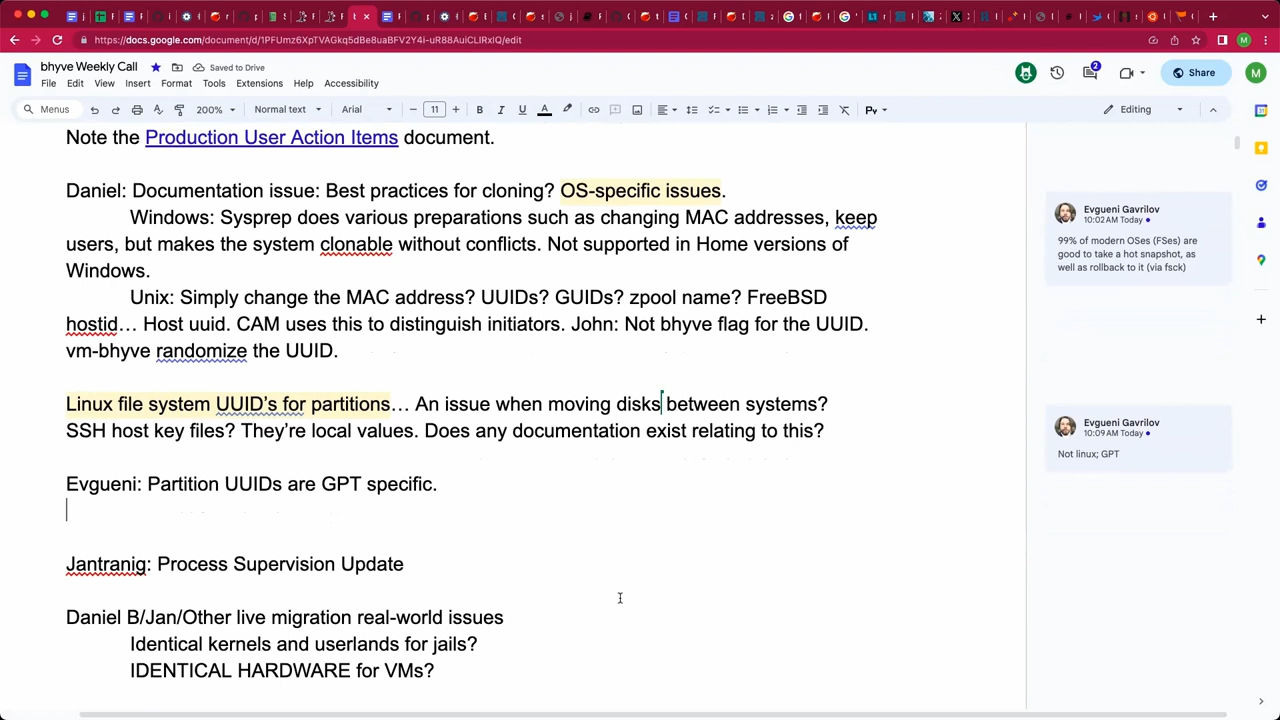 bhyve Weekly Call
Saved to Drive
File Edit View Insert Format Tools Extensions Help Accessibility
https://docs.google.com/document/d/1PFUmz6XpTVAGkq5dBe8uaBFV2Y4i-uR88AuiCLIRxIQ/edit
2
Share
M
Menus
200%
Normal text
Arial
11
Editing
Note the Production User Action Items document.
Daniel: Documentation issue: Best practices for cloning? OS-specific issues.
Windows: Sysprep does various preparations such as changing MAC addresses, keep
users, but makes the system clonable without conflicts. Not supported in Home versions of
Windows.
Unix: Simply change the MAC address? UUIDs? GUIDs? zpool name? FreeBSD
hostid… Host uuid. CAM uses this to distinguish initiators. John: Not bhyve flag for the UUID.
vm-bhyve randomize the UUID.
Linux file system UUID's for partitions… An issue when moving disks between systems?
SSH host key files? They're local values. Does any documentation exist relating to this?
Evgueni: Partition UUIDs are GPT specific.
Jantranig: Process Supervision Update
Daniel B/Jan/Other live migration real-world issues
Identical kernels and userlands for jails?
IDENTICAL HARDWARE for VMs?
Evgueni Gavrilov
10:02 AM Today
99% of modern OSes (FSes) are
good to take a hot snapshot, as
well as rollback to it (via fsck)
Evgueni Gavrilov
10:09 AM Today
Not linux; GPT